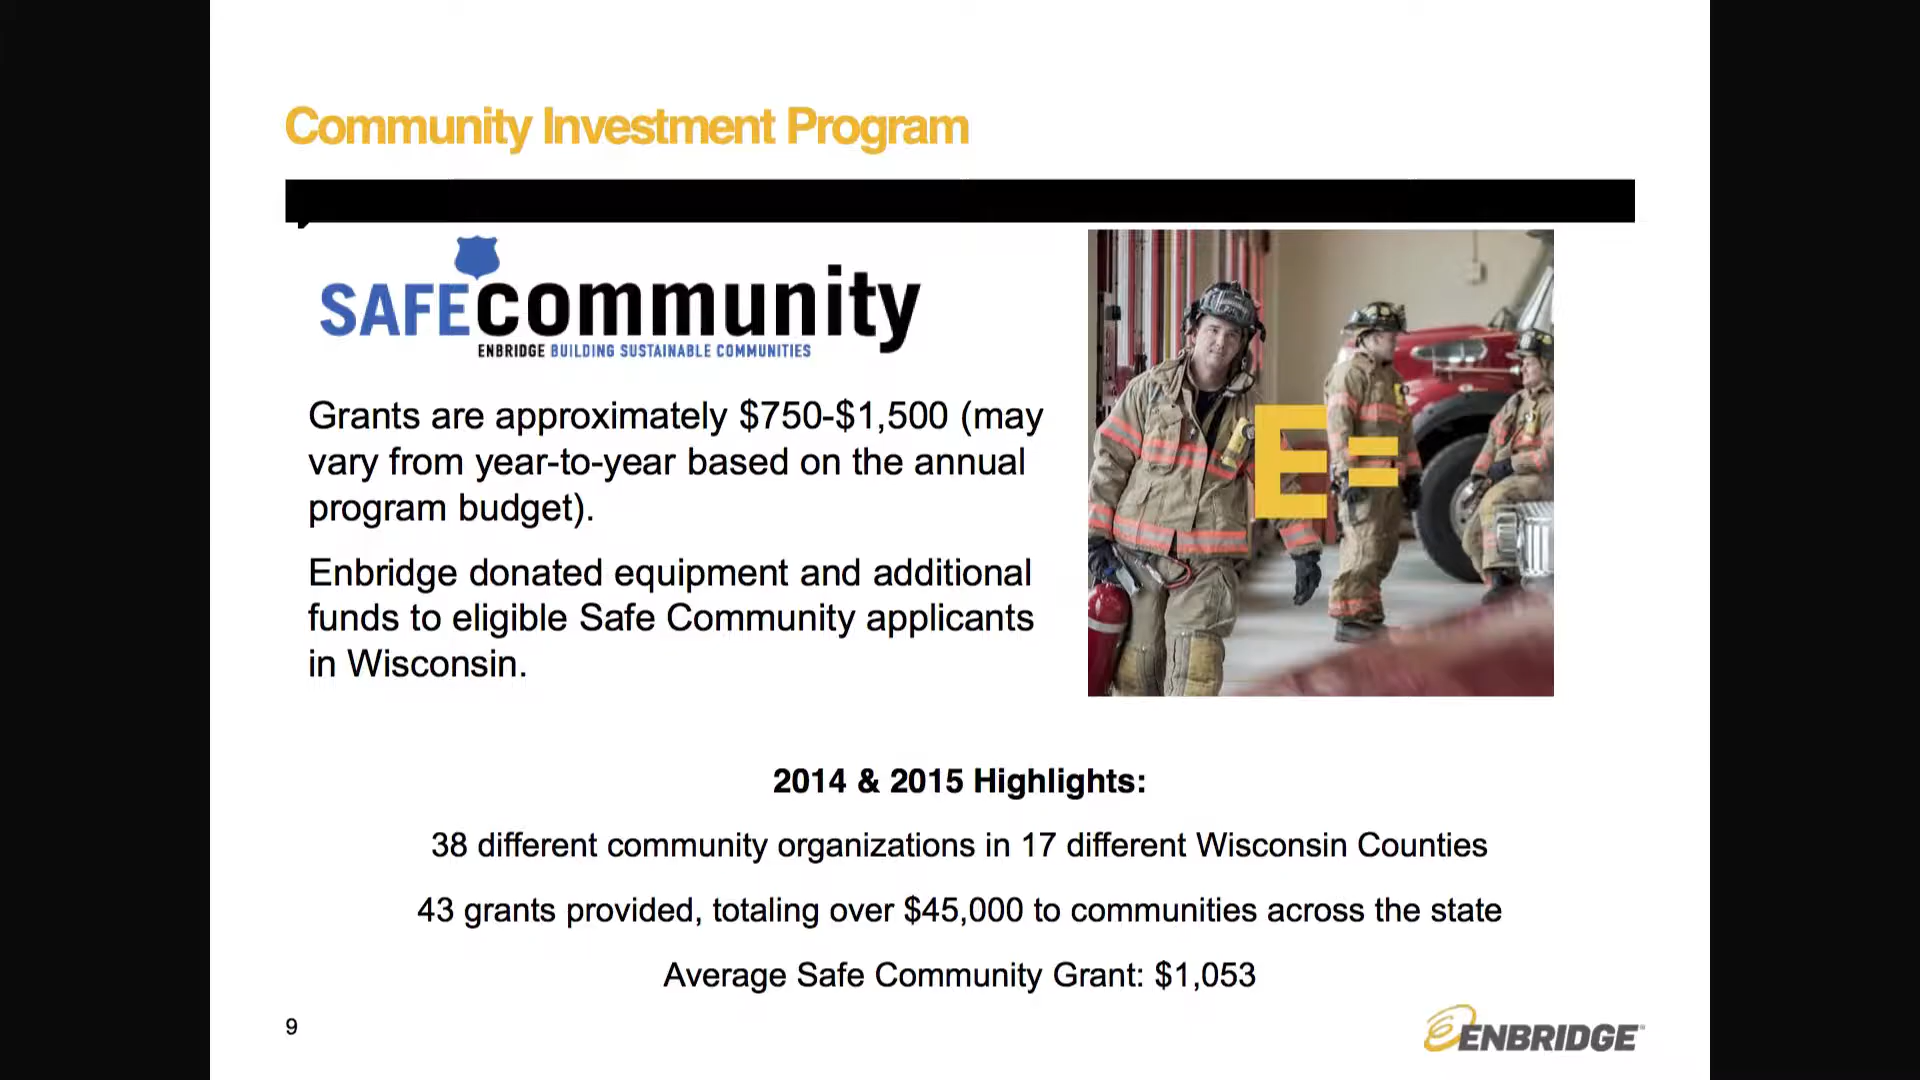 Community Investment Program
SAFEcommunity
ENBRIDGE BUILDING SUSTAINABLE COMMUNITIES
Grants are approximately $750-$1,500 (may
vary from year-to-year based on the annual
program budget).
Enbridge donated equipment and additional
funds to eligible Safe Community applicants
in Wisconsin.
E=
2014 & 2015 Highlights:
38 different community organizations in 17 different Wisconsin Counties
43 grants provided, totaling over $45,000 to communities across the state
Average Safe Community Grant: $1,053
9
ENBRIDGE